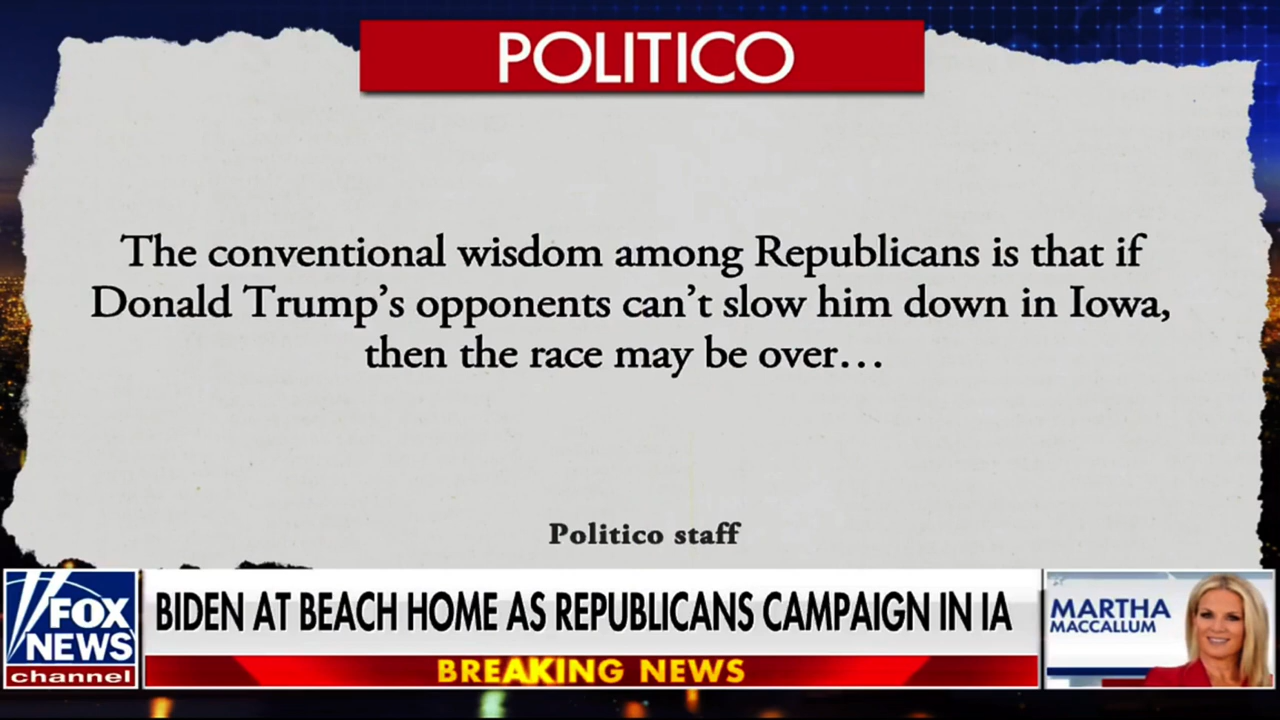 POLITICO
The conventional wisdom among Republicans is that if
Donald Trump’s opponents can’t slow him down in Iowa,
then the race may be over…
Politico staff
FOX
NEWS
channel
BIDEN AT BEACH HOME AS REPUBLICANS CAMPAIGN IN IA
BREAKING NEWS
MARTHA
MACCALLUM